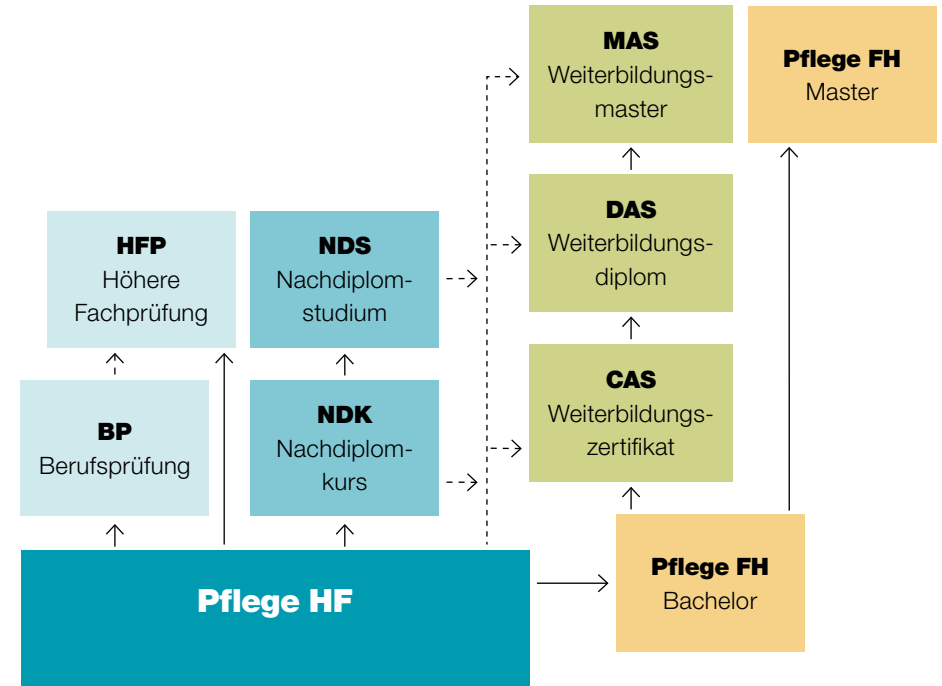 MAS
Weiterbildungs-
master
Pflege FH
Master
HFP
Höhere
Fachprüfung
NDS
Nachdiplom-
studium
DAS
Weiterbildungs-
diplom
BP
Berufsprüfung
NDK
Nachdiplom-
kurs
CAS
Weiterbildungs-
zertifikat
Pflege HF
Pflege FH
Bachelor